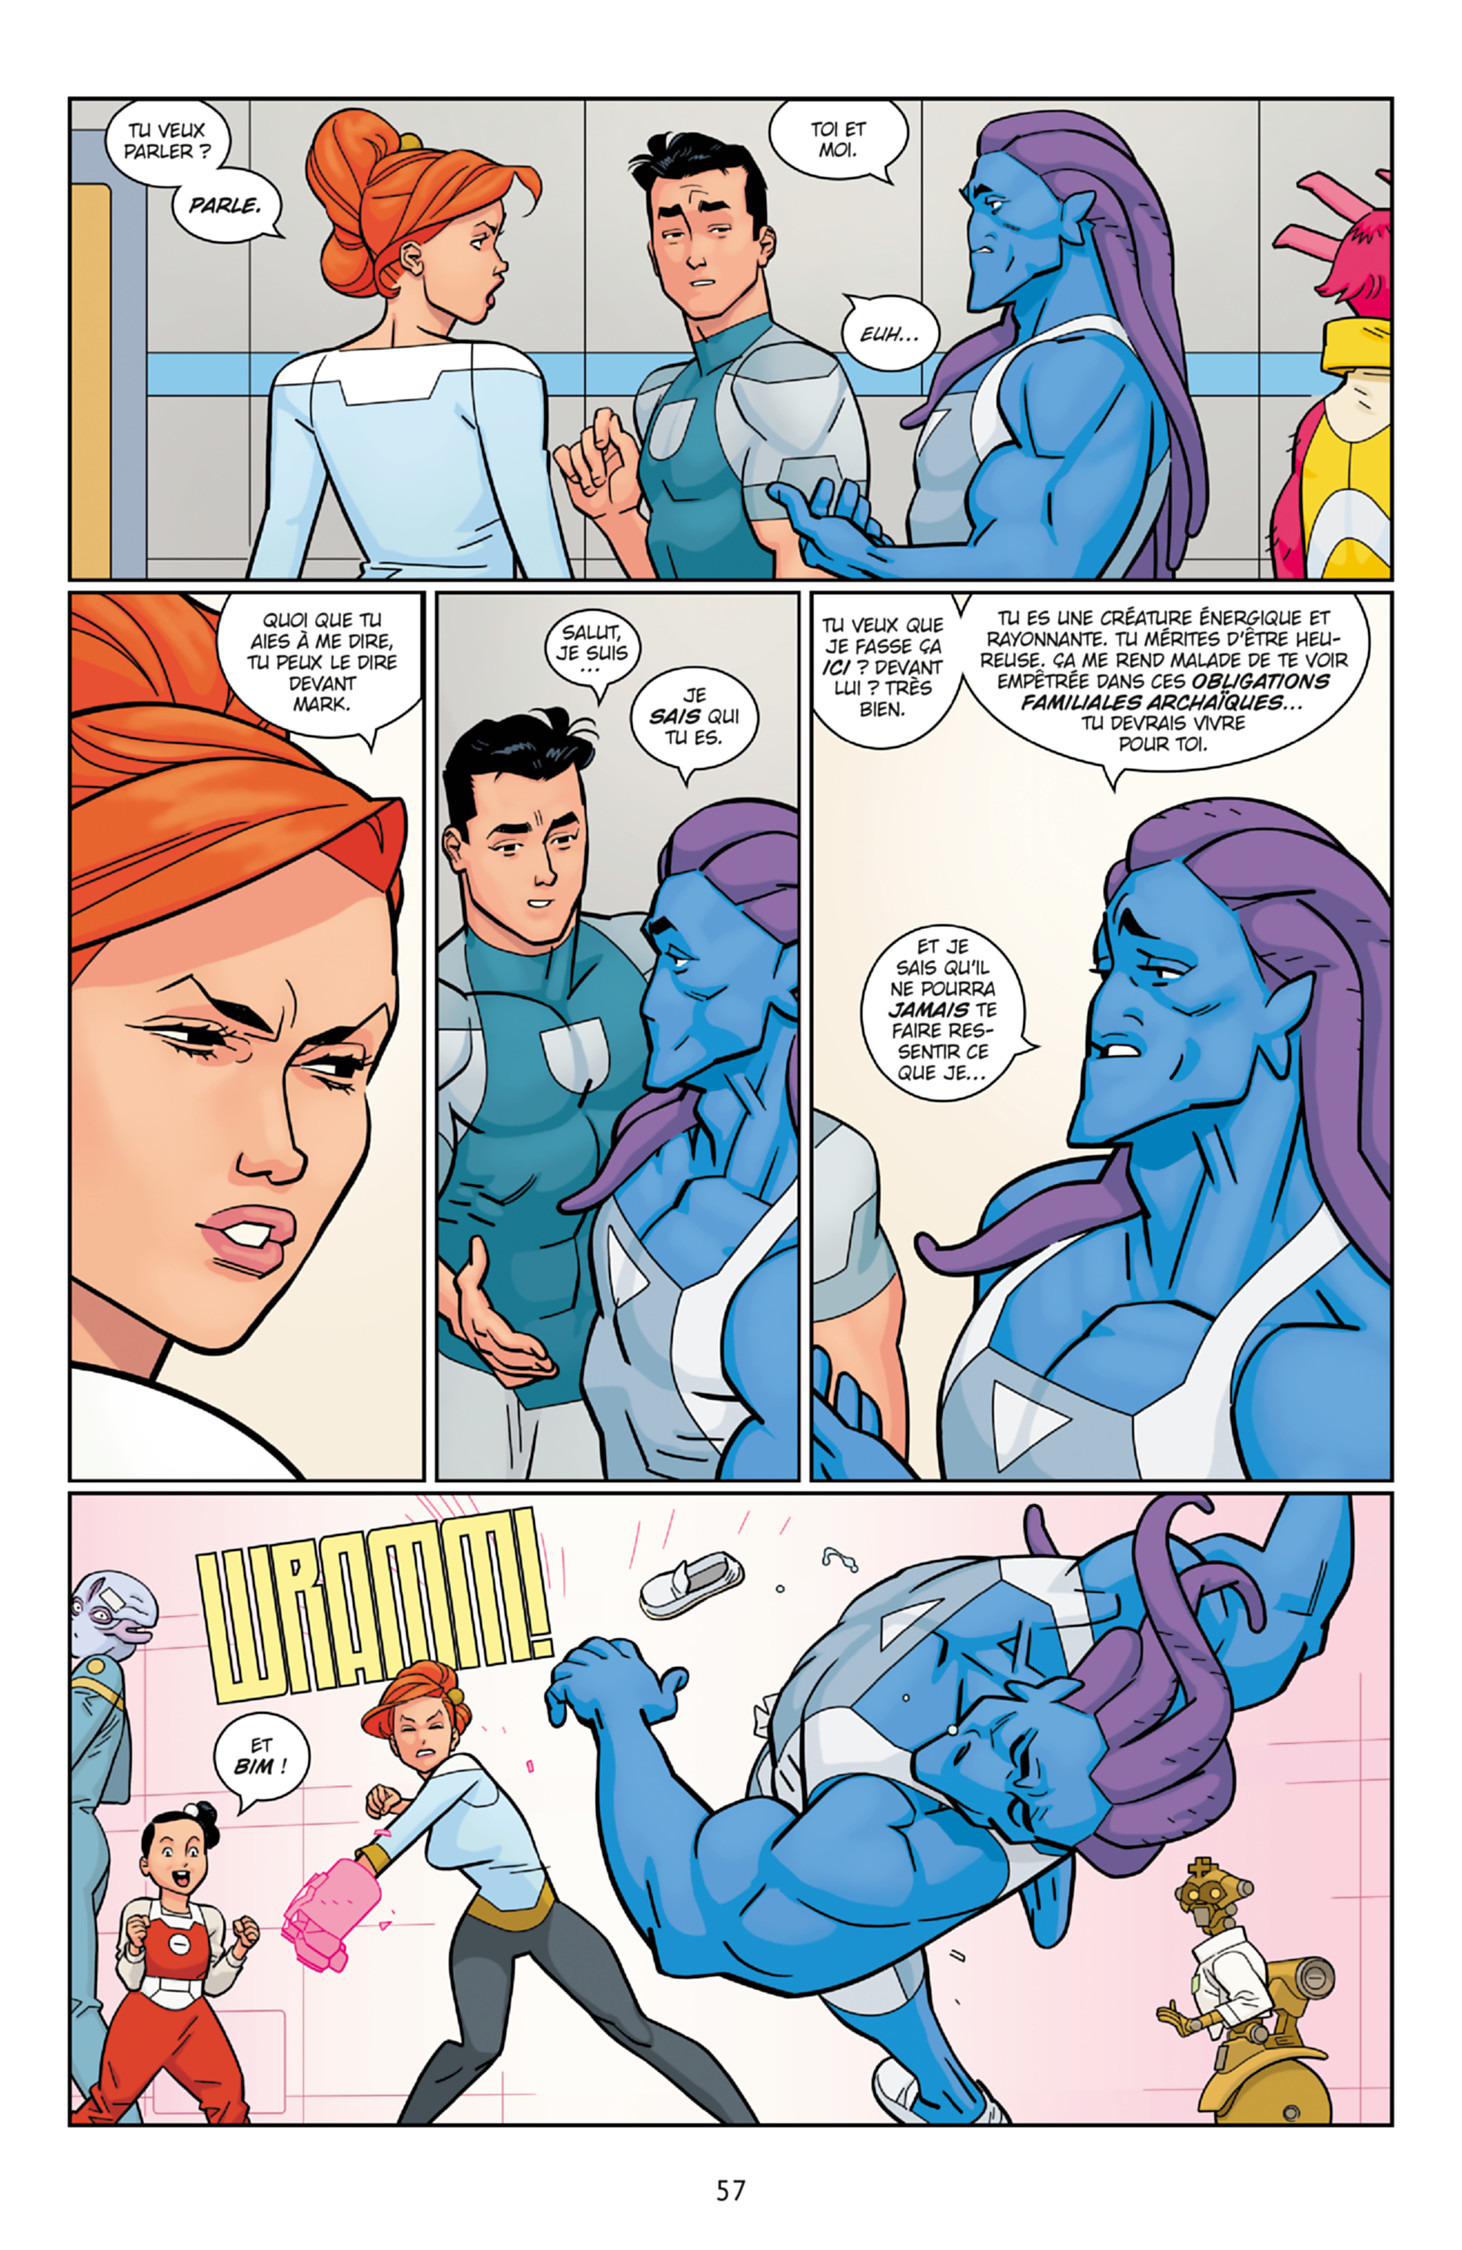 TU VEUX
PARLER ?
PARLE.
TOI ET
MOI.
EUH...
QUOI QUE TU
AIES À ME DIRE,
TU PEUX LE DIRE
DEVANT
MARK.
SALUT,
JE SUIS
...
JE
SAIS QUI
TU ES.
TU VEUX QUE
JE FASSE ÇA
ICI ? DEVANT
LUI ? TRÈS
BIEN.
TU ES UNE CRÉATURE ÉNERGIQUE ET
RAYONNANTE. TU MÉRITES D'ÊTRE HEU-
REUSE. ÇA ME REND MALADE DE TE VOIR
EMPÊTRÉE DANS CES OBLIGATIONS
FAMILIALES ARCHAÏQUES...
TU DEVRAIS VIVRE
POUR TOI.
ET JE
SAIS QU'IL
NE POURRA
JAMAIS TE
FAIRE RES-
SENTIR CE
QUE JE...
WRAMM!
ET
BIM !
57